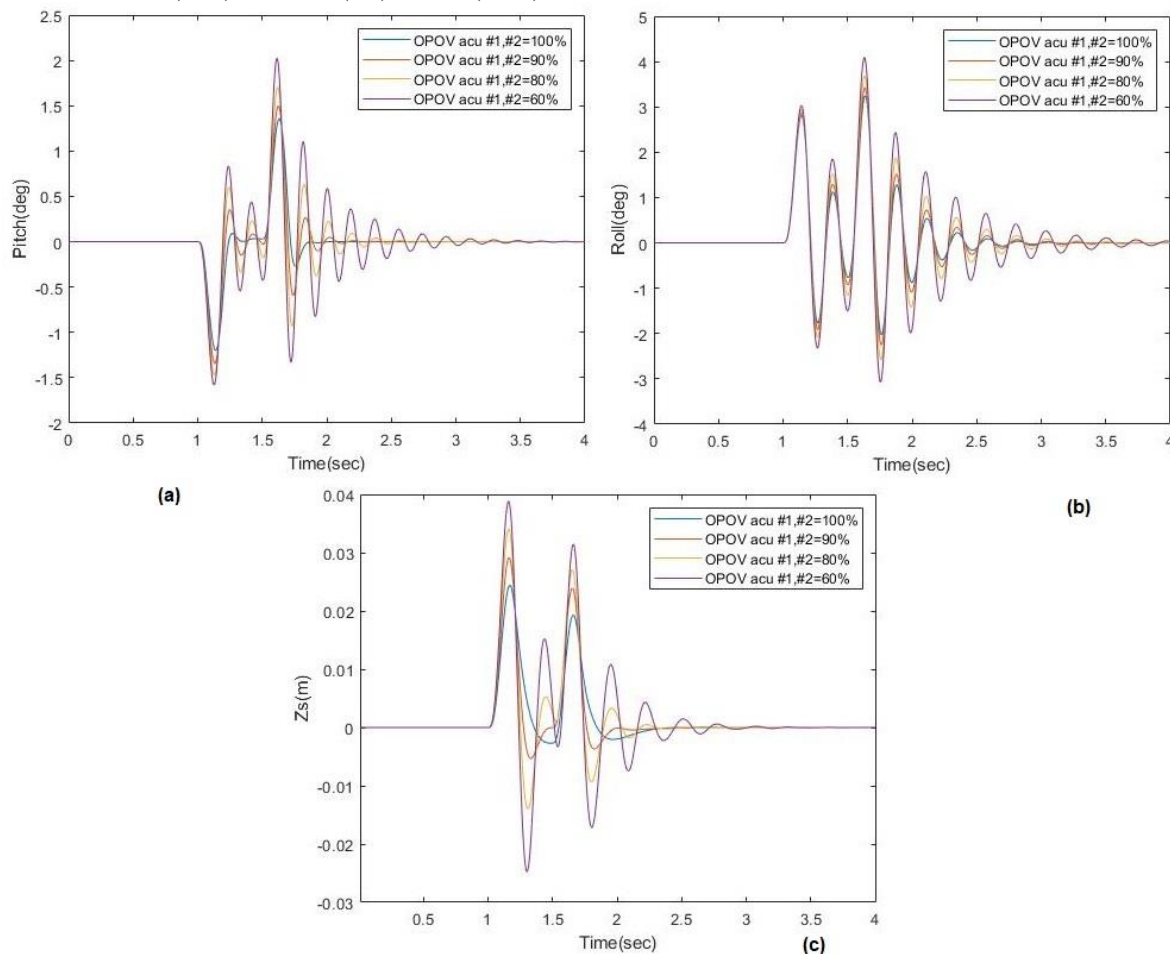 2.5
2
1.5
1
0.5
0
-0.5
-1
-1.5
-2
Pitch(deg)
OPOV acu #1,#2=100%
OPOV acu #1,#2=90%
OPOV acu #1,#2=80%
OPOV acu #1,#2=60%
0 0.5 1 1.5 2 2.5 3 3.5 4
Time(sec)
(a)
5
4
3
2
1
0
-1
-2
-3
-4
Roll(deg)
OPOV acu #1,#2=100%
OPOV acu #1,#2=90%
OPOV acu #1,#2=80%
OPOV acu #1,#2=60%
0 0.5 1 1.5 2 2.5 3 3.5 4
Time(sec)
(b)
0.04
0.03
0.02
0.01
0
-0.01
-0.02
-0.03
Zs(m)
OPOV acu #1,#2=100%
OPOV acu #1,#2=90%
OPOV acu #1,#2=80%
OPOV acu #1,#2=60%
0.5 1 1.5 2 2.5 3 3.5 4
Time(sec)
(c)